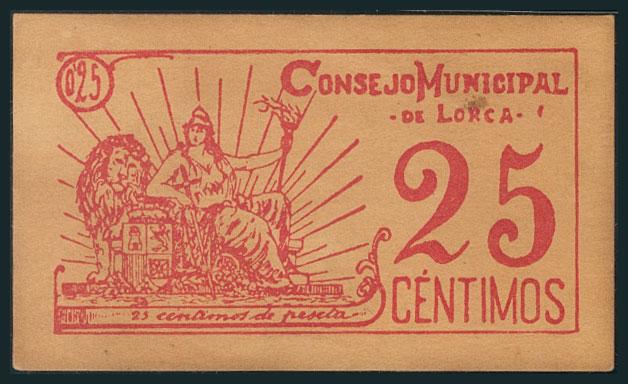 0'25
CONSEJO MUNICIPAL
- DE LORCA -
25
CÉNTIMOS
25 céntimos de peseta